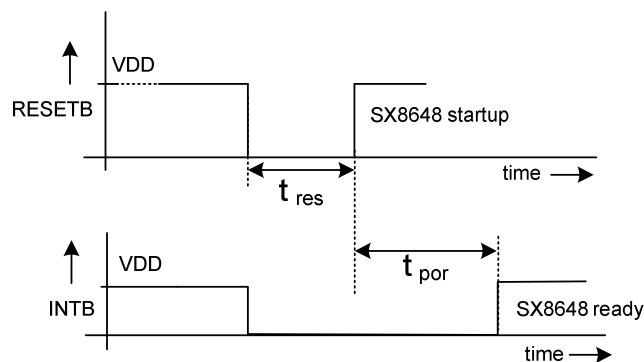 VDD
RESETB
SX8648 startup
time
t res
VDD
t por
INTB
SX8648 ready
time